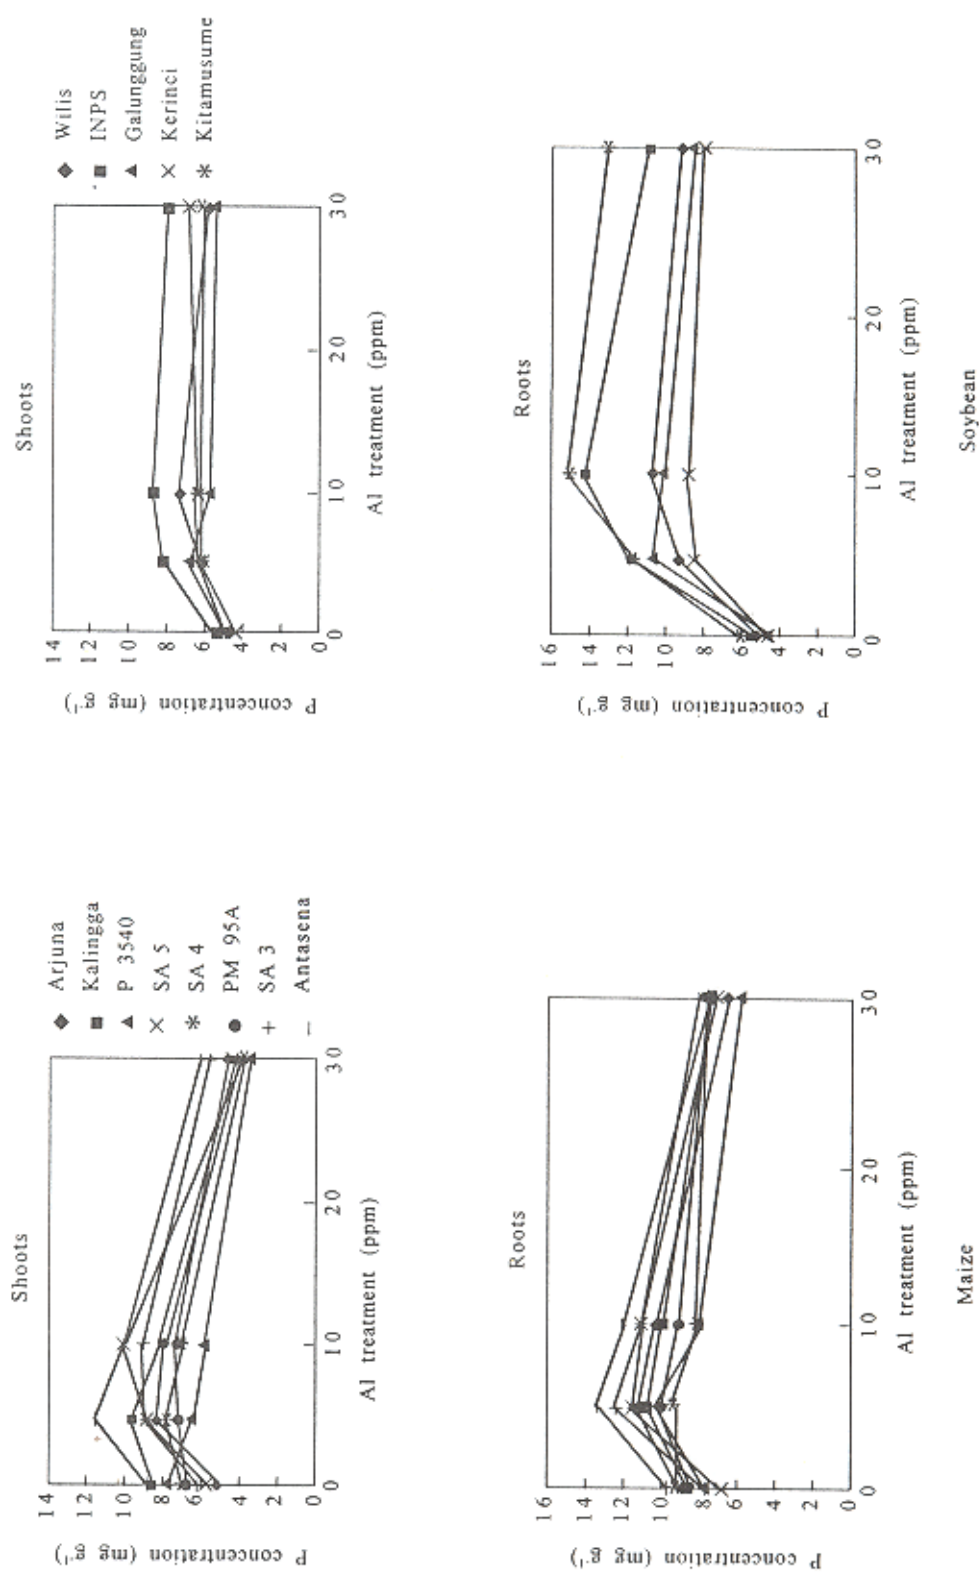 Shoots
P concentration (mg g⁻¹)
14
12
10
8
6
4
2
0
0
10
20
30
Al treatment (ppm)
Arjuna
Kalingga
P 3540
SA 5
SA 4
PM 95A
SA 3
Antasena
Roots
P concentration (mg g⁻¹)
16
14
12
10
8
6
4
2
0
0
10
20
30
Al treatment (ppm)
Maize
Shoots
P concentration (mg g⁻¹)
14
12
10
8
6
4
2
0
0
10
20
30
Al treatment (ppm)
Wilis
INPS
Galunggung
Kerinci
Kitamusume
Roots
P concentration (mg g⁻¹)
16
14
12
10
8
6
4
2
0
0
10
20
30
Al treatment (ppm)
Soybean